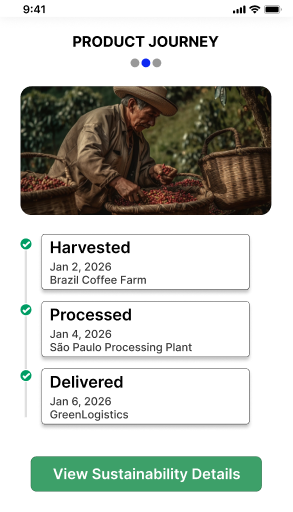 9:41
PRODUCT JOURNEY
Harvested
Jan 2, 2026
Brazil Coffee Farm
Processed
Jan 4, 2026
São Paulo Processing Plant
Delivered
Jan 6, 2026
GreenLogistics
View Sustainability Details